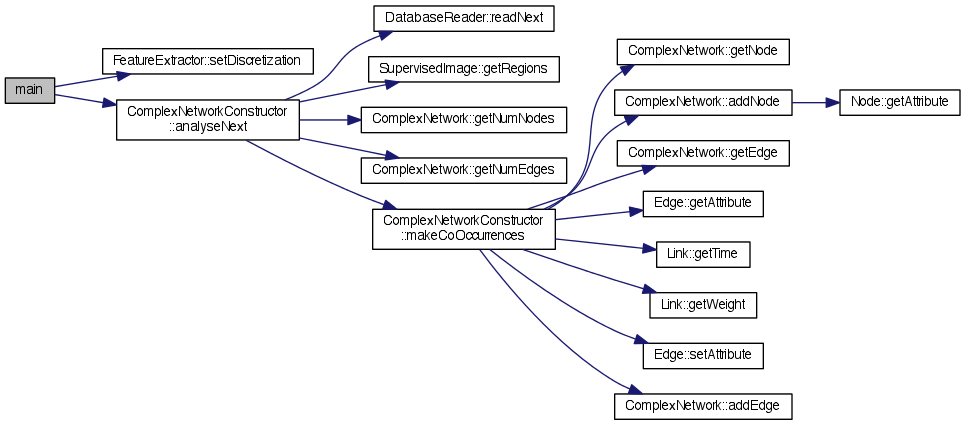 main
FeatureExtractor::setDiscretization
ComplexNetworkConstructor
::analyseNext
DatabaseReader::readNext
SupervisedImage::getRegions
ComplexNetwork::getNumNodes
ComplexNetwork::getNumEdges
ComplexNetworkConstructor
::makeCoOccurrences
ComplexNetwork::getNode
ComplexNetwork::addNode
Node::getAttribute
ComplexNetwork::getEdge
Edge::getAttribute
Link::getTime
Link::getWeight
Edge::setAttribute
ComplexNetwork::addEdge